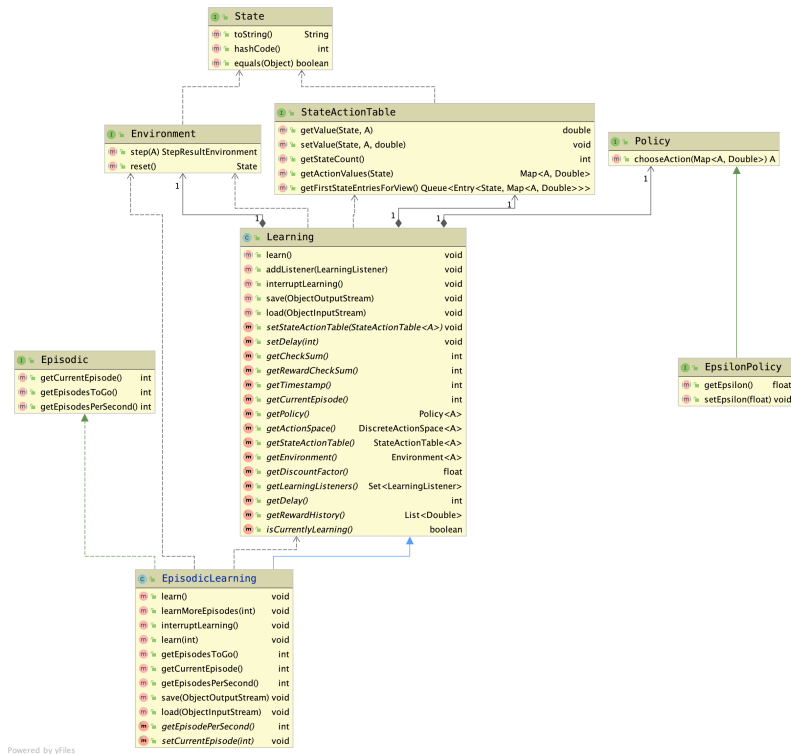 State
toString() String
hashCode() int
equals(Object) boolean
Environment
step(A) StepResultEnvironment
reset() State
StateActionTable
getValue(State, A) double
setValue(State, A, double) void
getStateCount() int
getActionValues(State) Map<A, Double>
getFirstStateEntriesForView() Queue<Entry<State, Map<A, Double>>>
Policy
chooseAction(Map<A, Double>) A
1
1
1
1
1
1
Learning
learn() void
addListener(LearningListener) void
interruptLearning() void
save(ObjectOutputStream) void
load(ObjectInputStream) void
setStateActionTable(StateActionTable<A>) void
setDelay(int) void
getCheckSum() int
getRewardCheckSum() int
getTimestamp() int
getCurrentEpisode() int
getPolicy() Policy<A>
getActionSpace() DiscreteActionSpace<A>
getStateActionTable() StateActionTable<A>
getEnvironment() Environment<A>
getDiscountFactor() float
getLearningListeners() Set<LearningListener>
getDelay() int
getRewardHistory() List<Double>
isCurrentlyLearning() boolean
Episodic
getCurrentEpisode() int
getEpisodesToGo() int
getEpisodesPerSecond() int
EpsilonPolicy
getEpsilon() float
setEpsilon(float) void
EpisodicLearning
learn() void
learnMoreEpisodes(int) void
interruptLearning() void
learn(int) void
getEpisodesToGo() int
getCurrentEpisode() int
getEpisodesPerSecond() int
save(ObjectOutputStream) void
load(ObjectInputStream) void
getEpisodePerSecond() int
setCurrentEpisode(int) void
Powered by yFiles